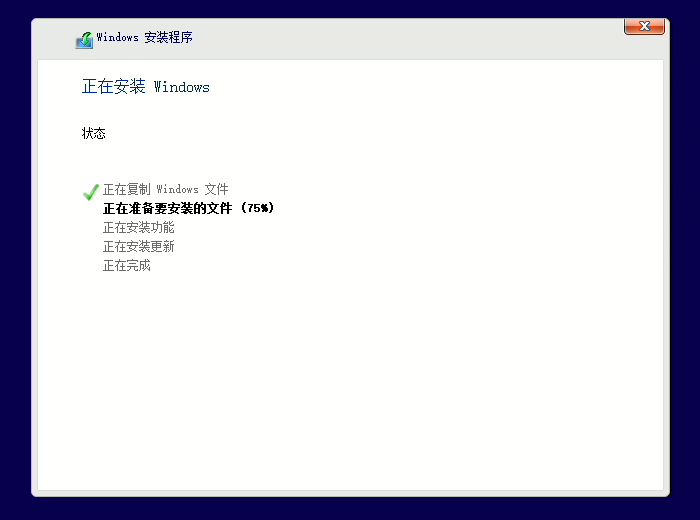 Windows 安装程序
正在安装 Windows
状态
正在复制 Windows 文件
正在准备要安装的文件 (75%)
正在安装功能
正在安装更新
正在完成